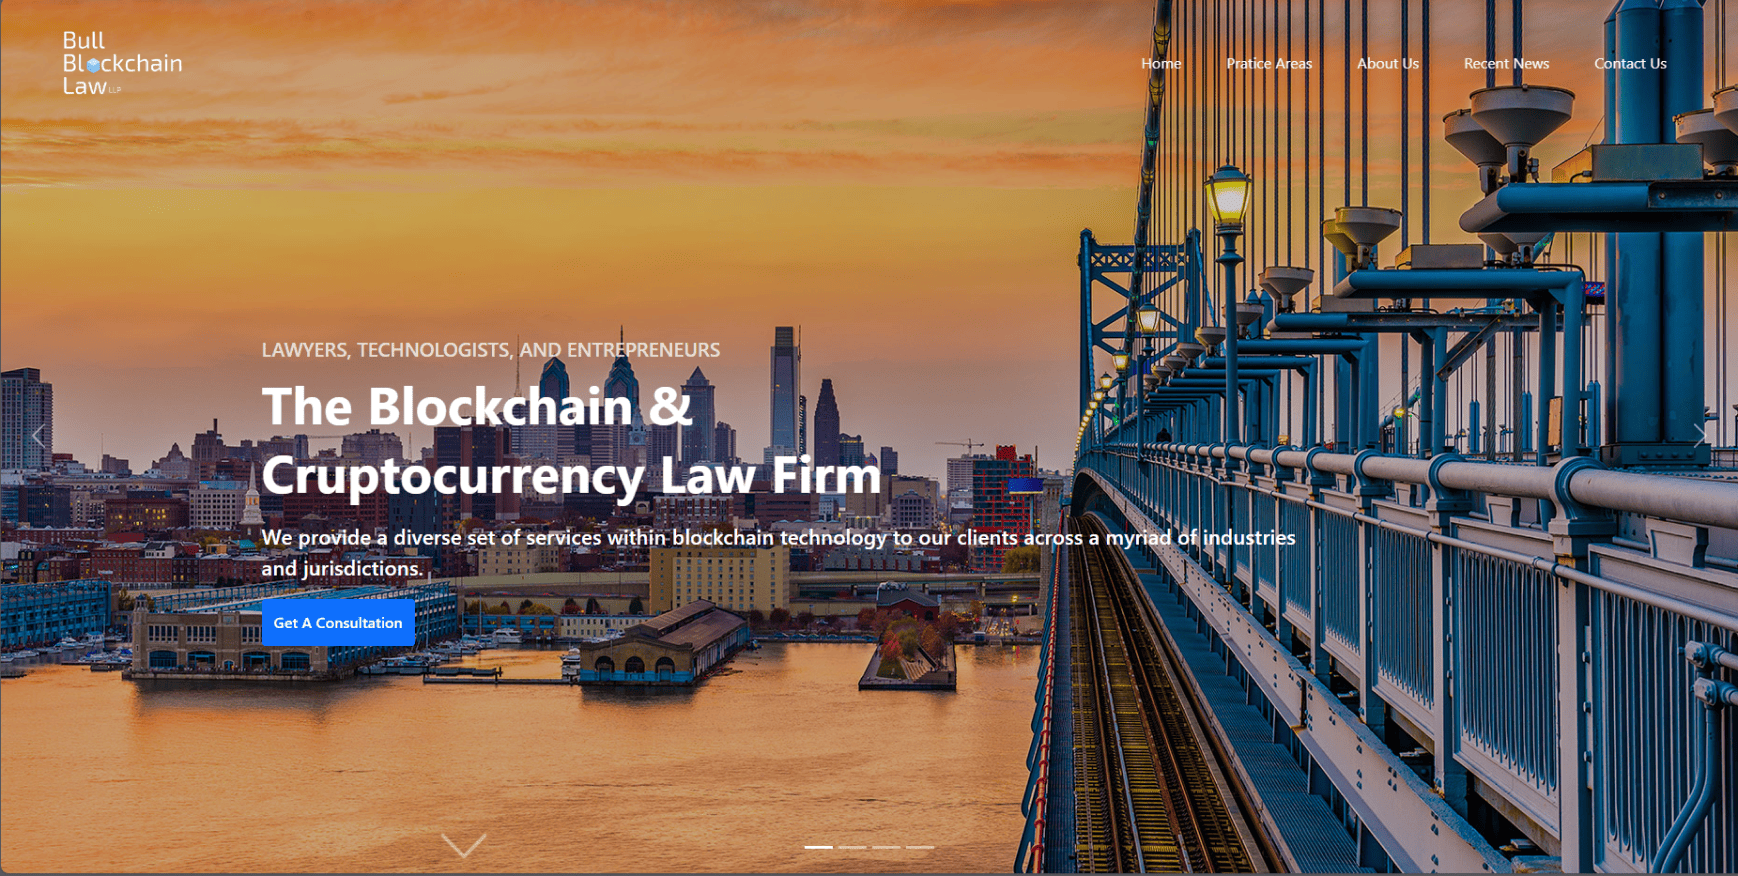 Bull
Blockchain
Law LLP
Home
Pratice Areas
About Us
Recent News
Contact Us
LAWYERS, TECHNOLOGISTS, AND ENTREPRENEURS
The Blockchain &
Cruptocurrency Law Firm
We provide a diverse set of services within blockchain technology to our clients across a myriad of industries
and jurisdictions.
Get A Consultation